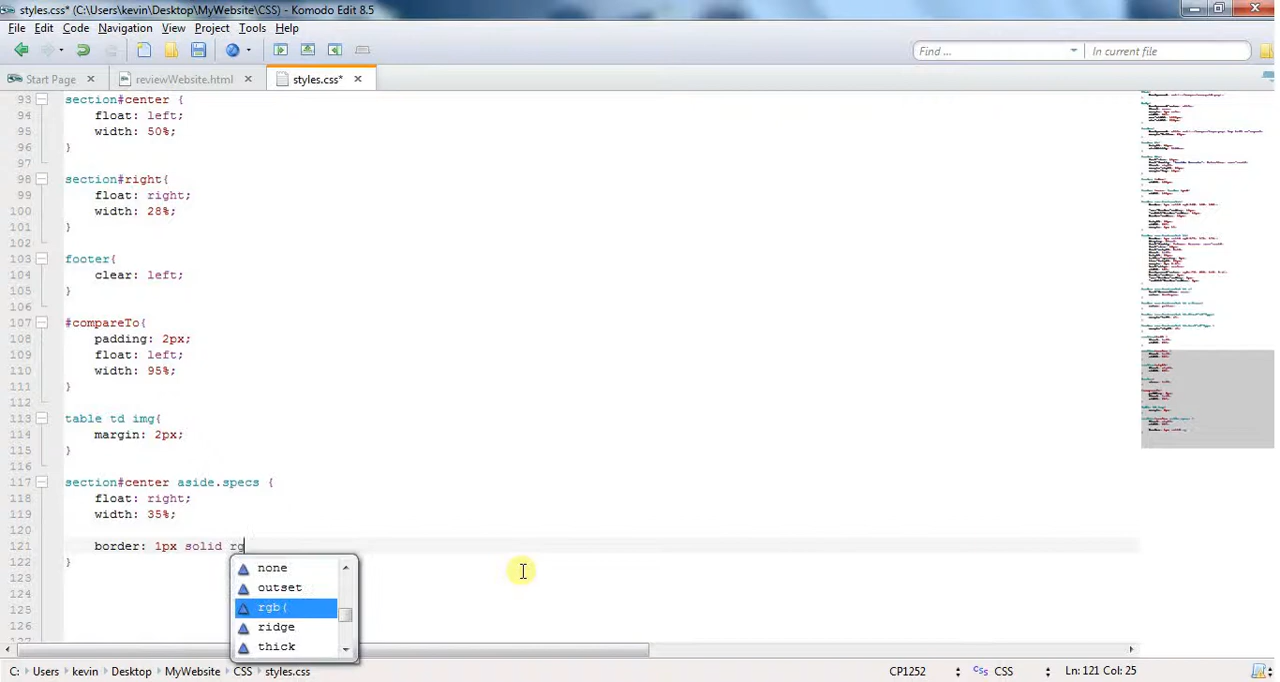 styles.css* (C:\Users\kevin\Desktop\MyWebsite\CSS) - Komodo Edit 8.5
File Edit Code Navigation View Project Tools Help
Find ... In current file
Start Page reviewWebsite.html styles.css*
93 section#center {
94 float: left;
95 width: 50%;
96 }
97
98 section#right{
99 float: right;
100 width: 28%;
101 }
102
103 footer{
104 clear: left;
105 }
106
107 #compareTo{
108 padding: 2px;
109 float: left;
110 width: 95%;
111 }
112
113 table td img{
114 margin: 2px;
115 }
116
117 section#center aside.specs {
118 float: right;
119 width: 35%;
120
121 border: 1px solid rg
122 }
123
124
125
126
127
none
outset
rgb(
ridge
thick
C: Users kevin Desktop MyWebsite CSS styles.css CP1252 CSS CSS Ln: 121 Col: 25